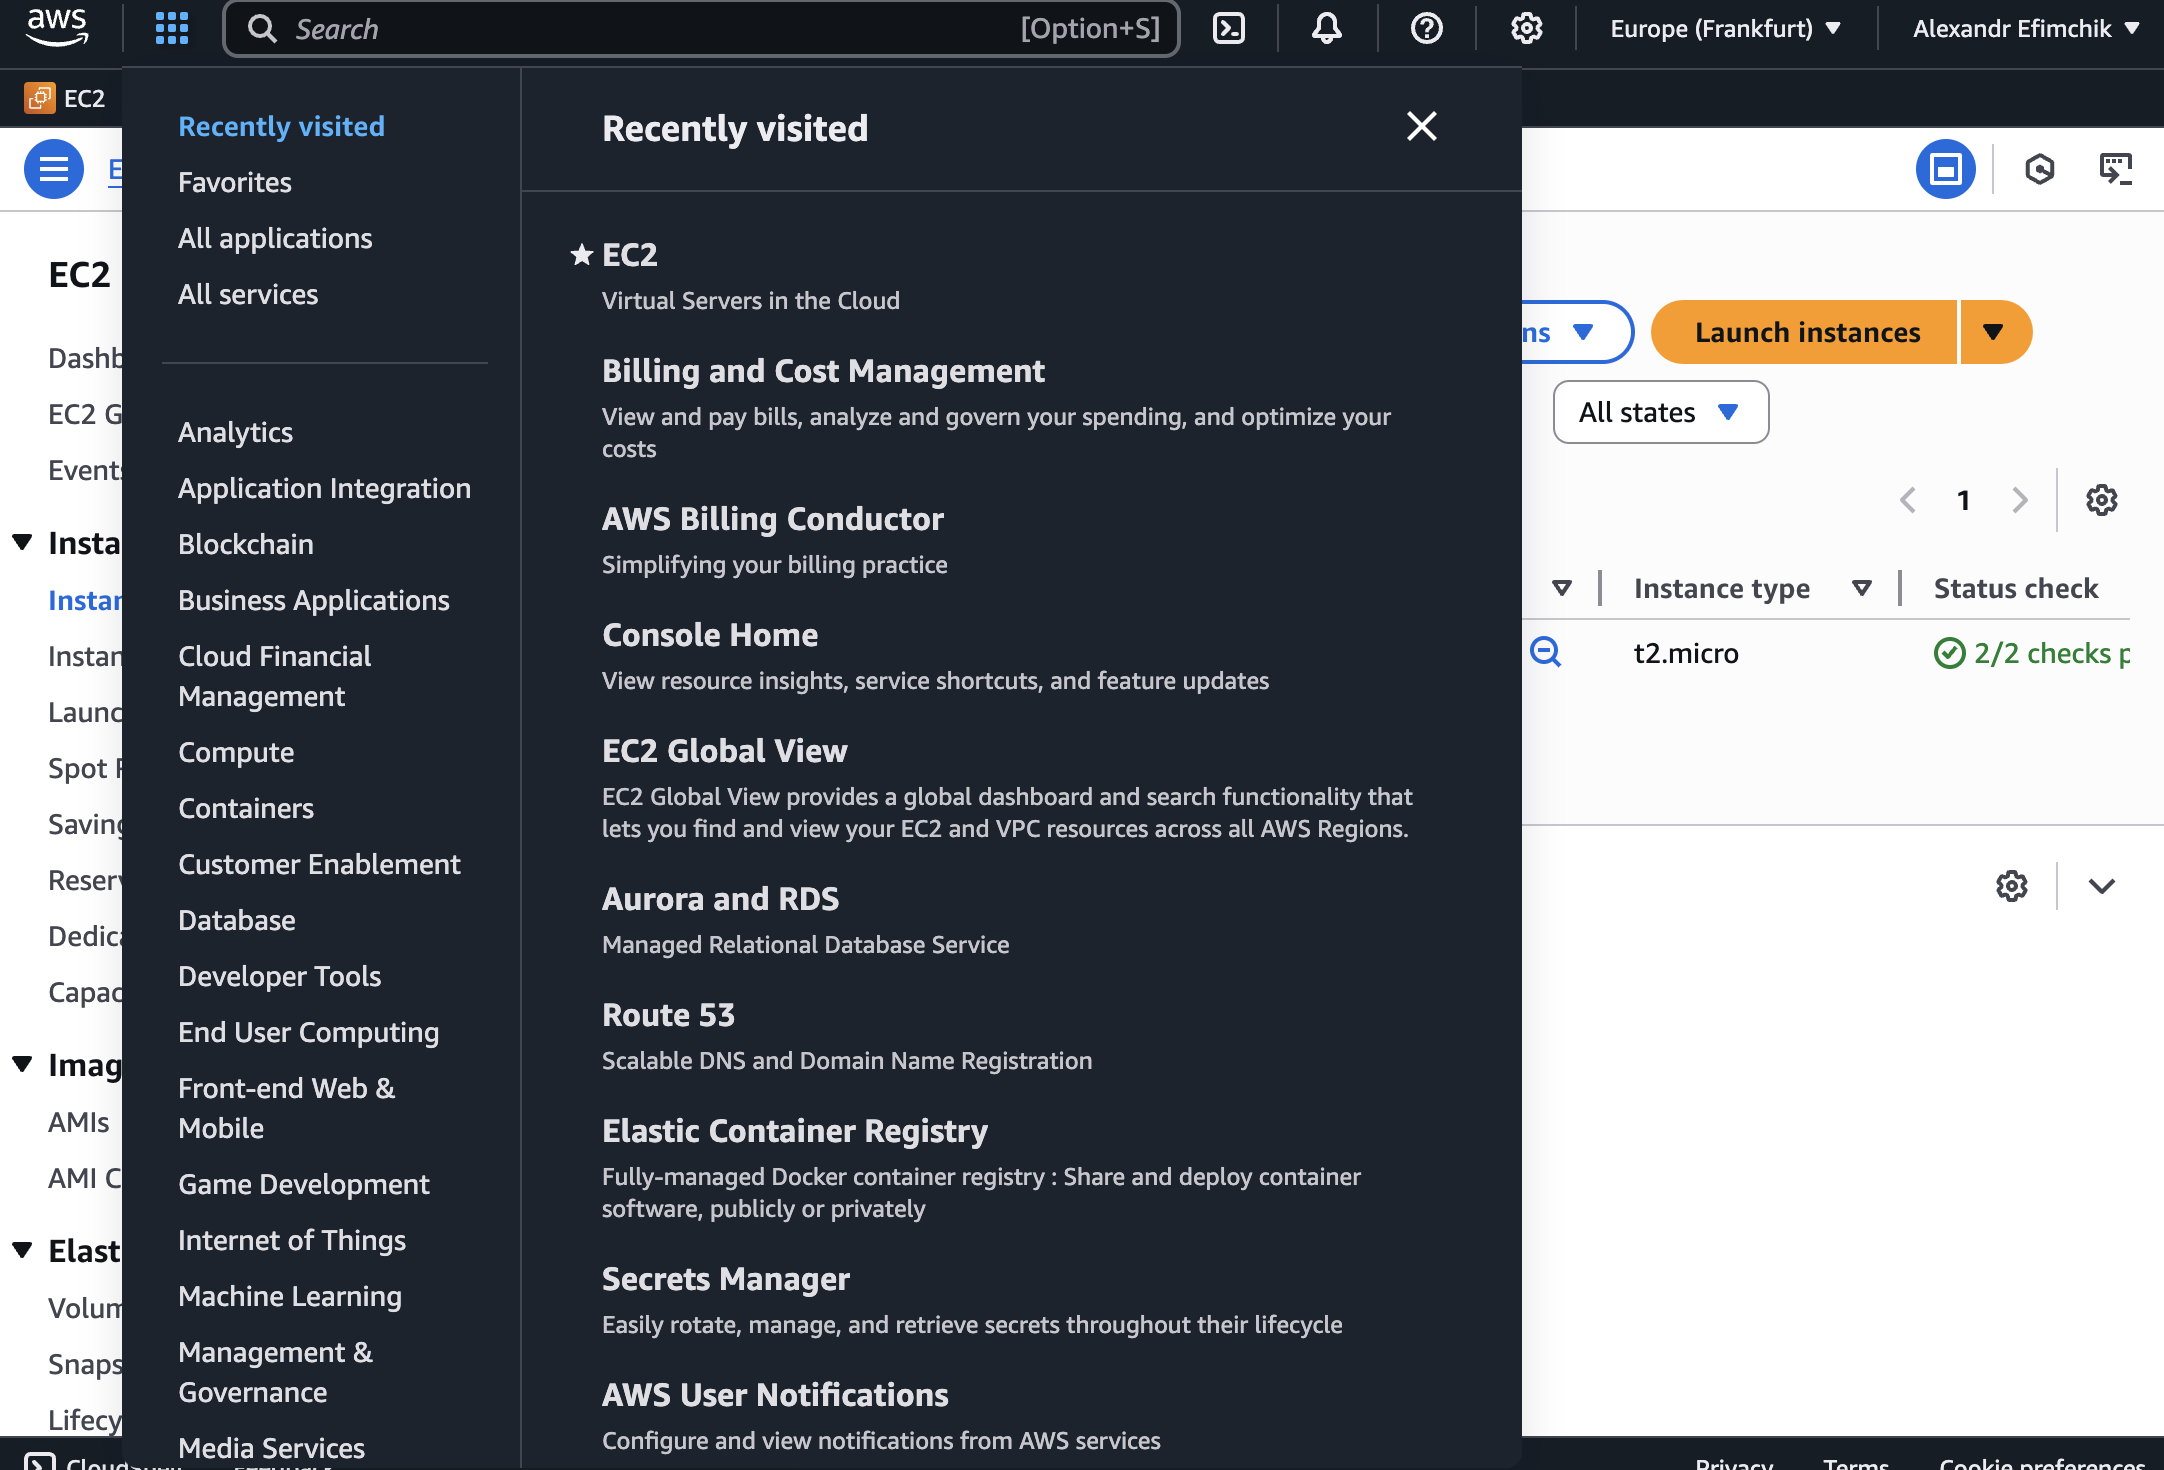 aws
Search
[Option+S]
Europe (Frankfurt)
Alexandr Efimchik
EC2
Recently visited
Favorites
All applications
All services
Analytics
Application Integration
Blockchain
Business Applications
Cloud Financial
Management
Compute
Containers
Customer Enablement
Database
Developer Tools
End User Computing
Front-end Web &
Mobile
Game Development
Internet of Things
Machine Learning
Management &
Governance
Media Services
Recently visited
EC2
Virtual Servers in the Cloud
Billing and Cost Management
View and pay bills, analyze and govern your spending, and optimize your
costs
AWS Billing Conductor
Simplifying your billing practice
Console Home
View resource insights, service shortcuts, and feature updates
EC2 Global View
EC2 Global View provides a global dashboard and search functionality that
lets you find and view your EC2 and VPC resources across all AWS Regions.
Aurora and RDS
Managed Relational Database Service
Route 53
Scalable DNS and Domain Name Registration
Elastic Container Registry
Fully-managed Docker container registry : Share and deploy container
software, publicly or privately
Secrets Manager
Easily rotate, manage, and retrieve secrets throughout their lifecycle
AWS User Notifications
Configure and view notifications from AWS services
E
EC2
Dashb
EC2 G
Events
Insta
Instan
Instan
Launc
Spot
Saving
Reserv
Dedica
Capac
Imag
AMIs
AMI C
Elast
Volum
Snaps
Lifecy
ns
Launch instances
All states
1
Instance type
Status check
t2.micro
2/2 checks p
Privacy
Terms
Cookie preferences